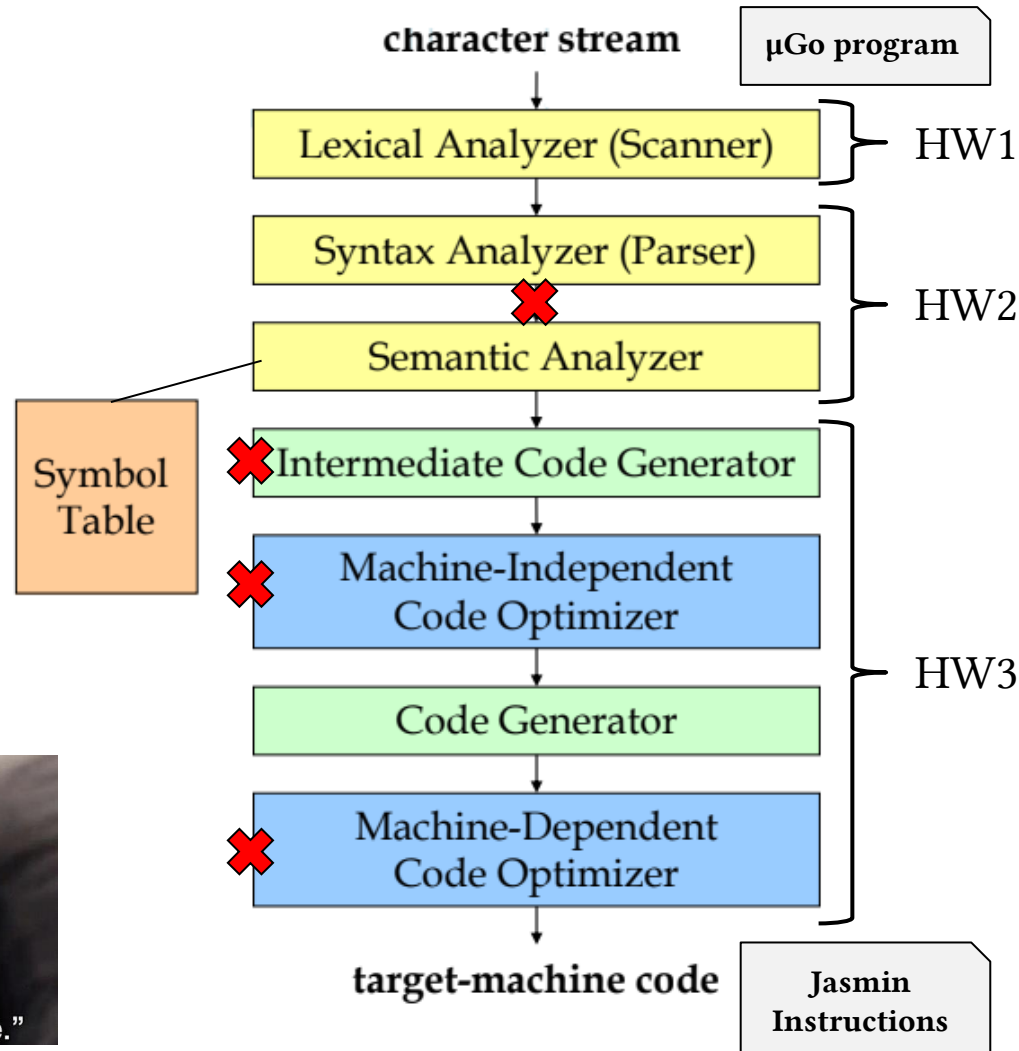 character stream
μGo program
Lexical Analyzer (Scanner)
HW1
Syntax Analyzer (Parser)
HW2
Semantic Analyzer
Symbol
Table
Intermediate Code Generator
Machine-Independent
Code Optimizer
HW3
Code Generator
Machine-Dependent
Code Optimizer
target-machine code
Jasmin
Instructions